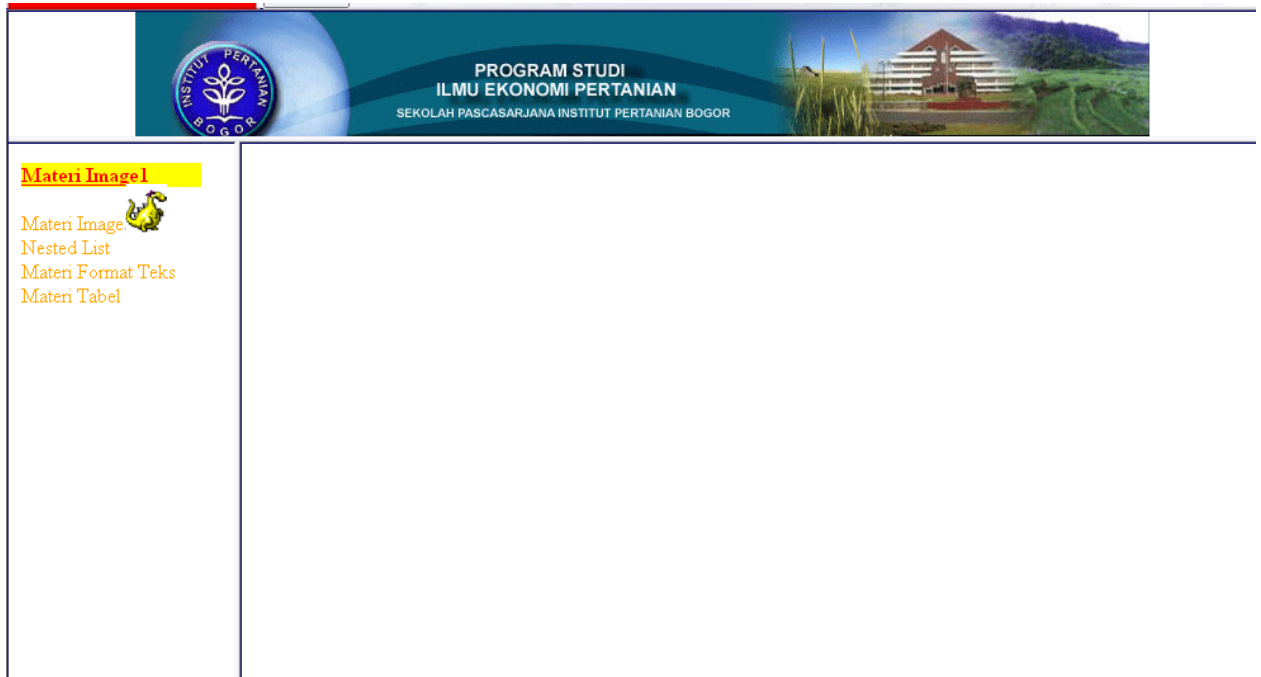 INSTITUT PERTANIAN BOGOR
PROGRAM STUDI
ILMU EKONOMI PERTANIAN
SEKOLAH PASCASARJANA INSTITUT PERTANIAN BOGOR
Materi Image1
Materi Image
Nested List
Materi Format Teks
Materi Tabel